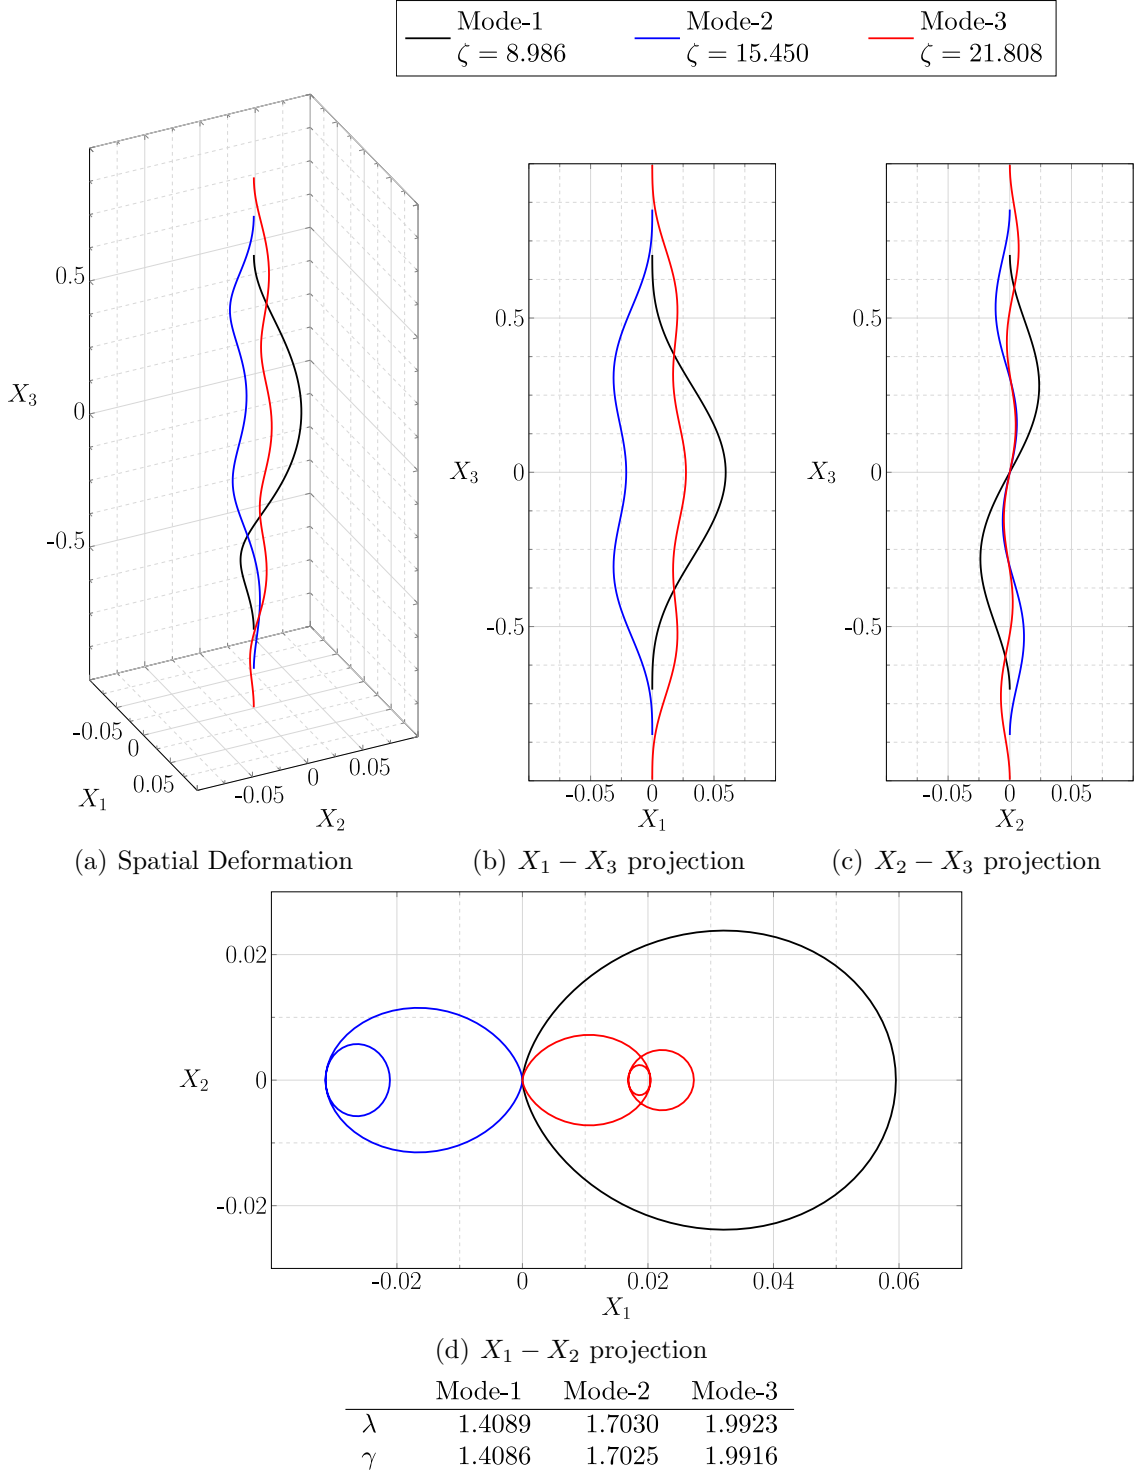 Mode-1 Mode-2 Mode-3
ζ = 8.986 ζ = 15.450 ζ = 21.808
X₃
0.5
0
-0.5
-0.05
0
0.05
X₁
-0.05
0
0.05
X₂
(a) Spatial Deformation
X₃
0.5
0
-0.5
-0.05 0 0.05
X₁
(b) X₁ − X₃ projection
X₃
0.5
0
-0.5
-0.05 0 0.05
X₂
(c) X₂ − X₃ projection
X₂
0.02
0
-0.02
-0.02 0 0.02 0.04 0.06
X₁
(d) X₁ − X₂ projection
Mode-1 Mode-2 Mode-3
λ 1.4089 1.7030 1.9923
γ 1.4086 1.7025 1.9916